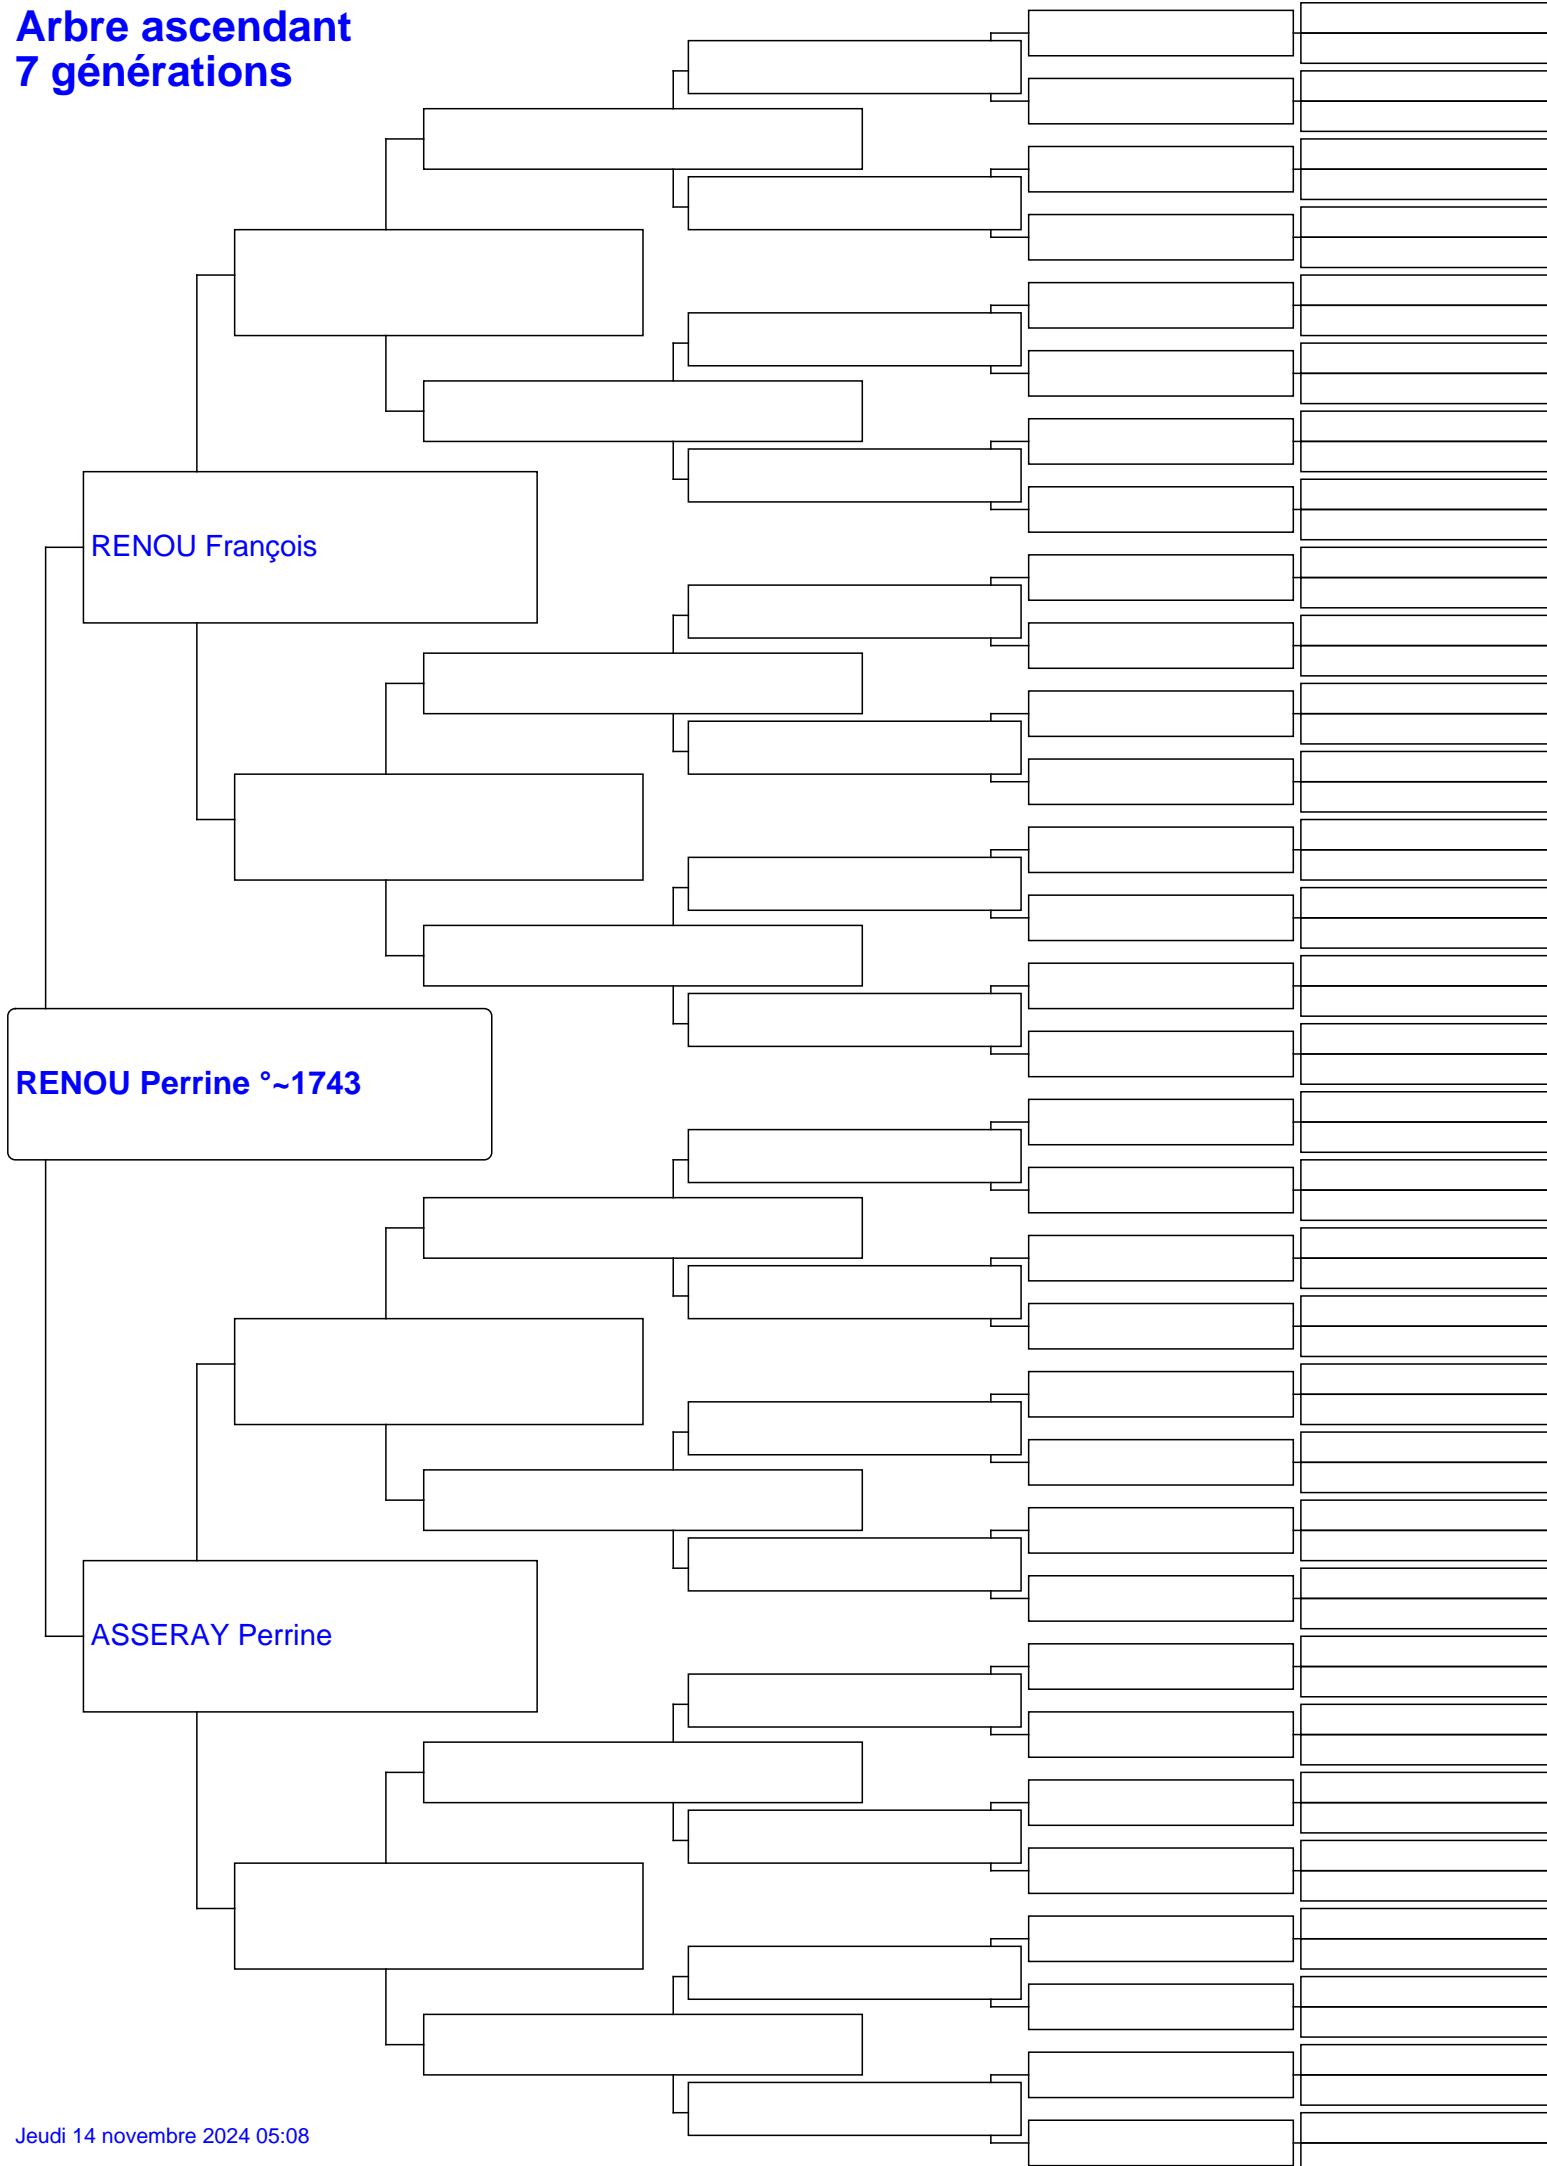 Arbre ascendant
7 générations
RENOU François
RENOU Perrine °~1743
ASSERAY Perrine
Jeudi 14 novembre 2024 05:08